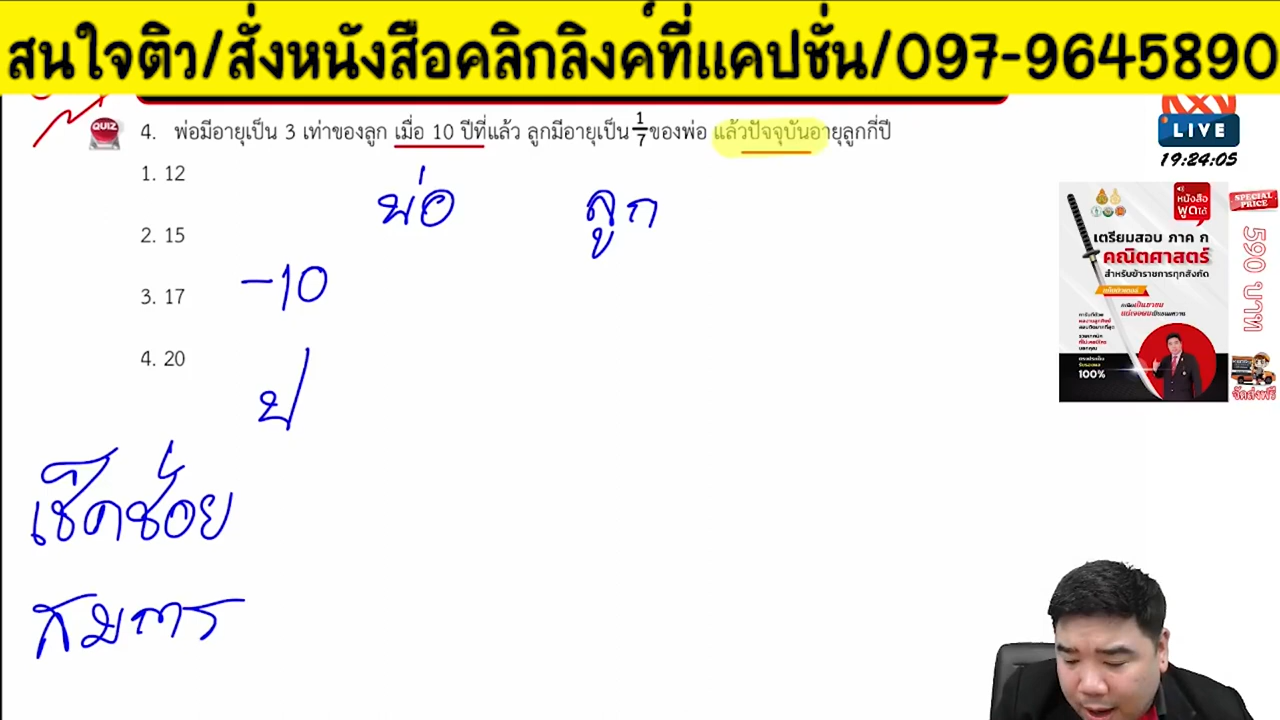 สนใจติว/สั่งหนังสือคลิกลิงค์ที่แคปชั่น/097-9645890
QUIZ
4. พ่อมีอายุเป็น 3 เท่าของลูก เมื่อ 10 ปีที่แล้ว ลูกมีอายุเป็น 1/7 ของพ่อ แล้วปัจจุบันอายุลูกกี่ปี
1. 12
2. 15
3. 17
4. 20
พ่อ ลูก
-10
ป
เช็คช้อย
สมการ
LIVE
19:24:05
หนังสือ
พูดได้
เตรียมสอบ ภาค ก
คณิตศาสตร์
สำหรับข้าราชการทุกสังกัด
100%
SPECIAL
PRICE
590 บาท
จัดส่งฟรี